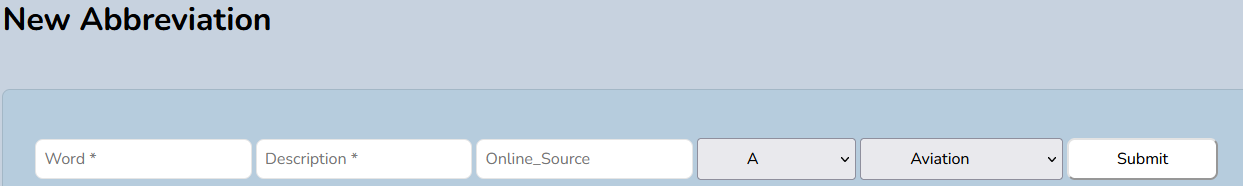 New Abbreviation
Word * Description * Online_Source A Aviation Submit